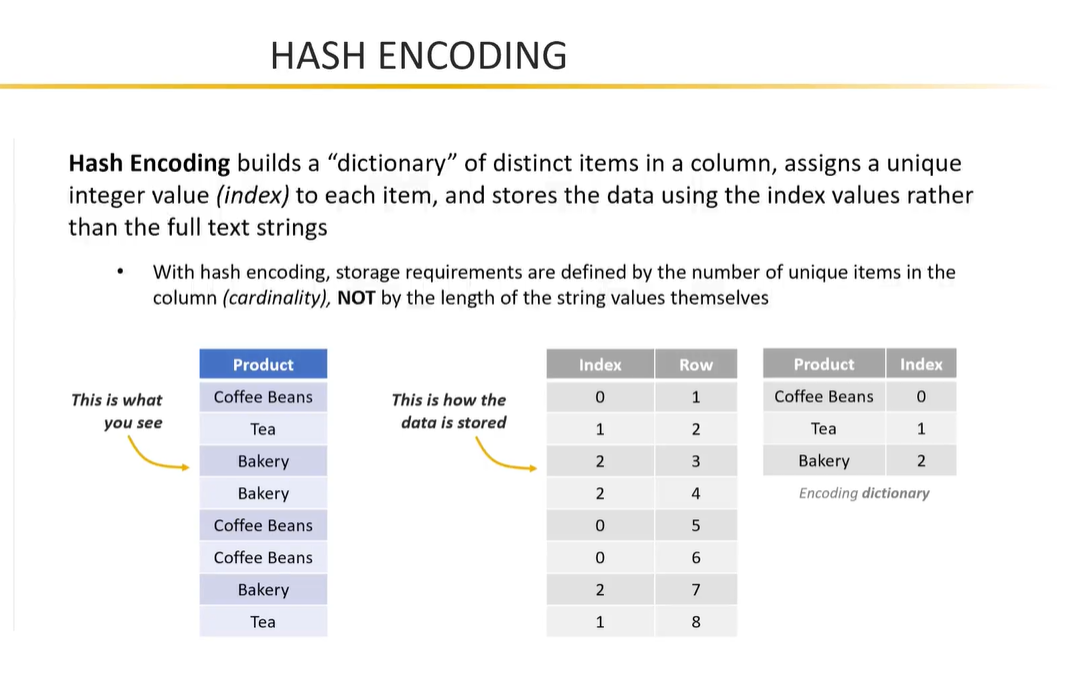 HASH ENCODING
Hash Encoding builds a “dictionary” of distinct items in a column, assigns a unique
integer value (index) to each item, and stores the data using the index values rather
than the full text strings
• With hash encoding, storage requirements are defined by the number of unique items in the
column (cardinality), NOT by the length of the string values themselves
This is what
you see
Product
Coffee Beans
Tea
Bakery
Bakery
Coffee Beans
Coffee Beans
Bakery
Tea
This is how the
data is stored
Index Row
0 1
1 2
2 3
2 4
0 5
0 6
2 7
1 8
Product Index
Coffee Beans 0
Tea 1
Bakery 2
Encoding dictionary